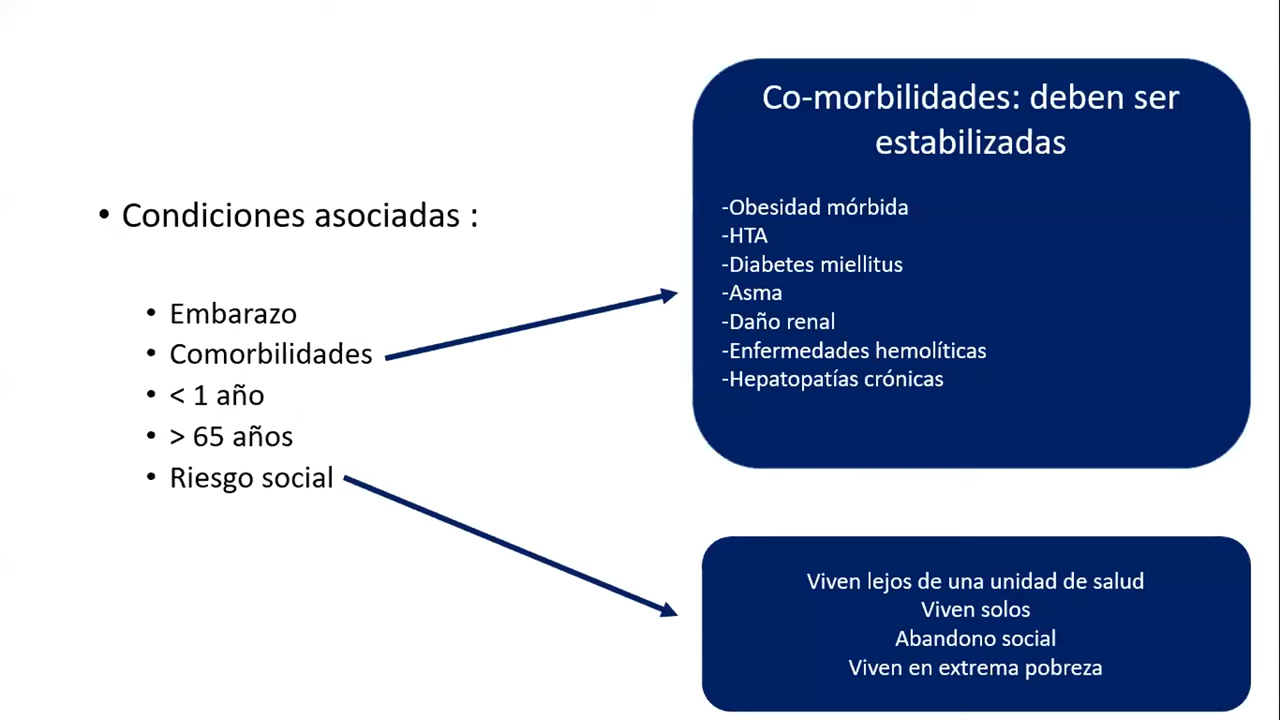 • Condiciones asociadas :
• Embarazo
• Comorbilidades
• < 1 año
• > 65 años
• Riesgo social
Co-morbilidades: deben ser
estabilizadas
-Obesidad mórbida
-HTA
-Diabetes miellitus
-Asma
-Daño renal
-Enfermedades hemolíticas
-Hepatopatías crónicas
Viven lejos de una unidad de salud
Viven solos
Abandono social
Viven en extrema pobreza